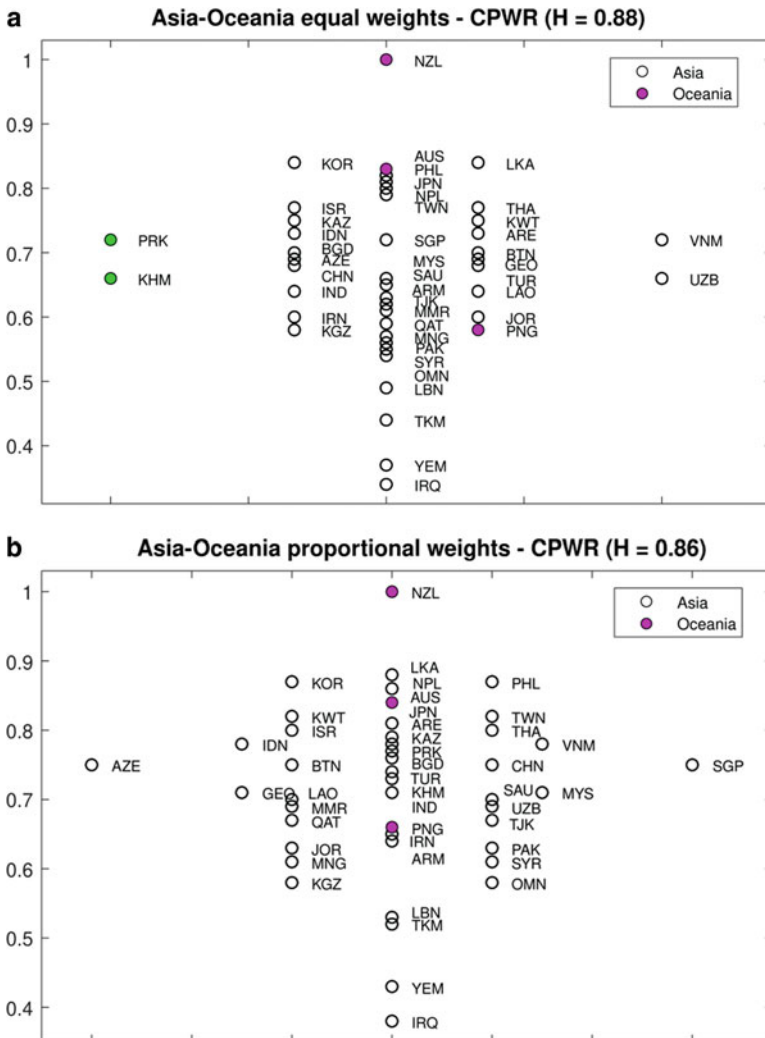 a
Asia-Oceania equal weights - CPWR (H = 0.88)
1
NZL
Asia
Oceania
0.9
AUS
KOR
PHL
LKA
JPN
0.8
NPL
ISR
TWN
THA
KAZ
KWT
PRK
IDN
SGP
ARE
VNM
BGD
0.7
AZE
MYS
BTN
GEO
KHM
CHN
SAU
TUR
UZB
IND
ARM
LAO
TJK
MMR
0.6
IRN
QAT
JOR
KGZ
MNG
PNG
PAK
SYR
OMN
0.5
LBN
TKM
0.4
YEM
IRQ
b
Asia-Oceania proportional weights - CPWR (H = 0.86)
1
NZL
Asia
Oceania
0.9
LKA
KOR
NPL
PHL
AUS
JPN
KWT
TWN
0.8
ISR
ARE
THA
IDN
KAZ
VNM
AZE
BTN
PRK
CHN
SGP
BGD
TUR
GEO
LAO
KHM
SAU
MYS
0.7
MMR
IND
UZB
QAT
PNG
TJK
JOR
IRN
PAK
MNG
ARM
SYR
0.6
KGZ
OMN
LBN
TKM
0.5
YEM
0.4
IRQ